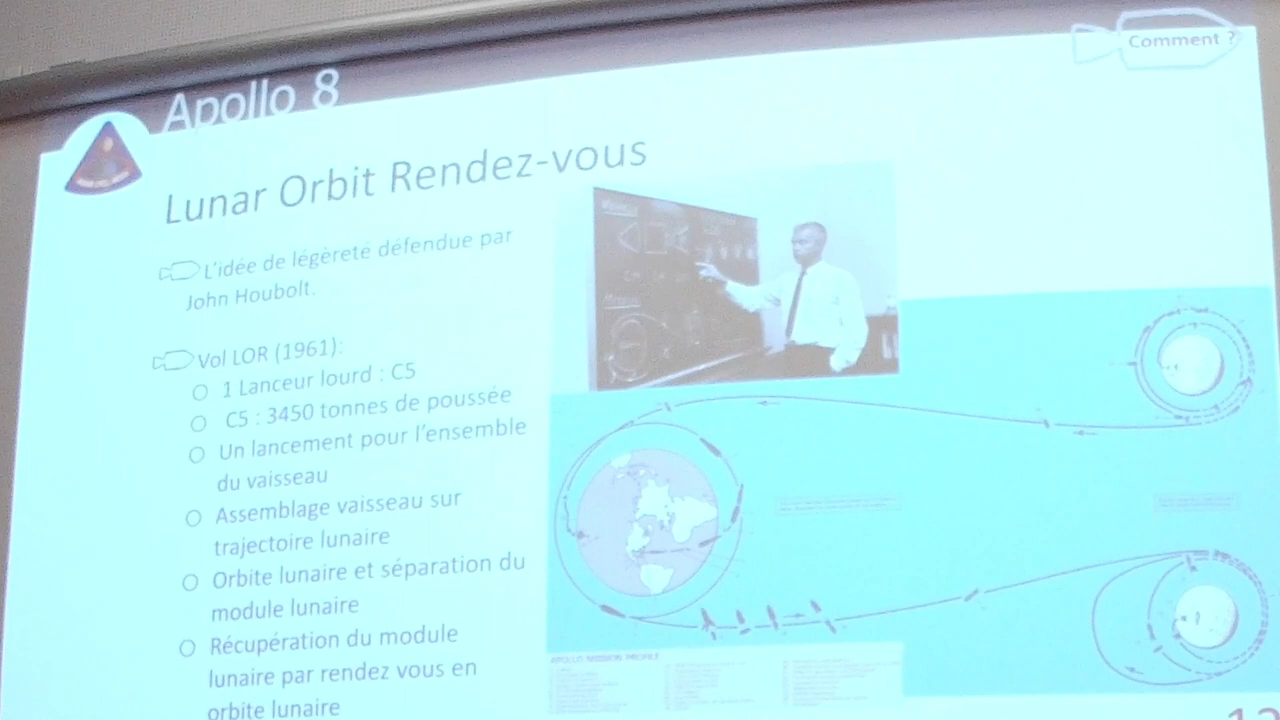 Comment ?
Apollo 8
Lunar Orbit Rendez-vous
L'idée de légèreté défendue par
John Houbolt.
Vol LOR (1961):
1 Lanceur lourd : C5
C5 : 3450 tonnes de poussée
Un lancement pour l'ensemble
du vaisseau
Assemblage vaisseau sur
trajectoire lunaire
Orbite lunaire et séparation du
module lunaire
Récupération du module
lunaire par rendez vous en
orbite lunaire
APOLLO MISSION PROFILE